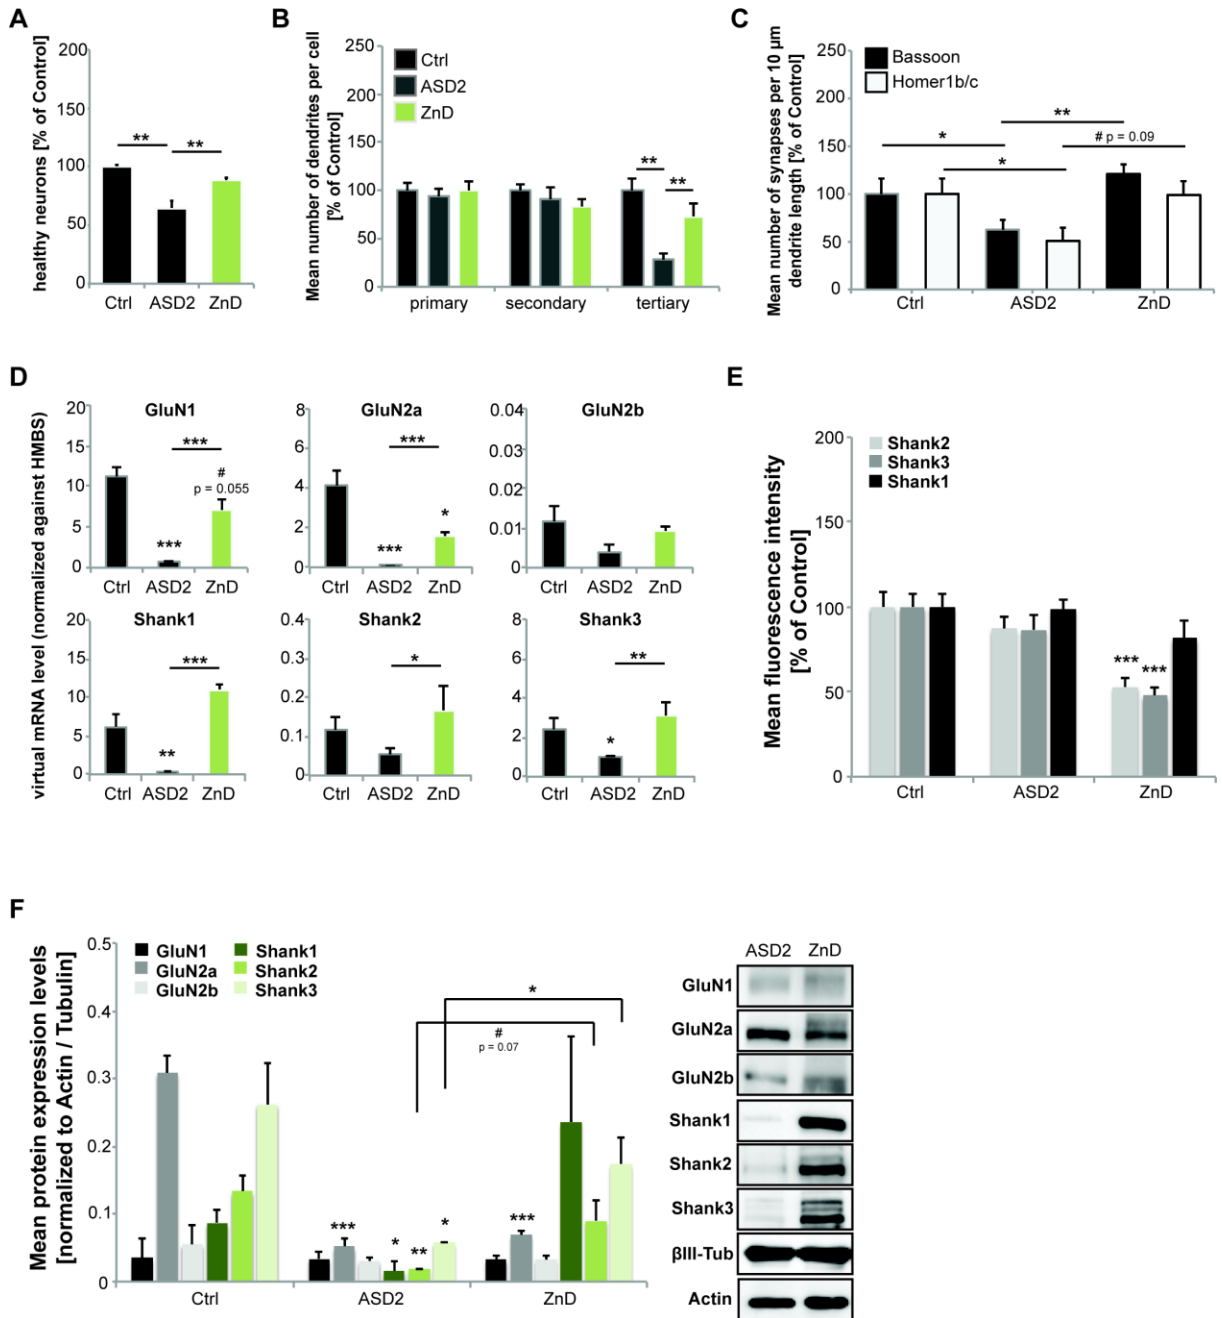 A
healthy neurons [% of Control]
200
150
100
50
0
**
**
Ctrl ASD2 ZnD
B
Mean number of dendrites per cell
[% of Control]
250
200
150
100
50
0
Ctrl
ASD2
ZnD
**
**
primary secondary tertiary
C
Mean number of synapses per 10 µm
dendrite length [% of Control]
250
200
150
100
50
0
Bassoon
Homer1b/c
**
*
# p = 0.09
*
Ctrl ASD2 ZnD
D
virtual mRNA level (normalized against HMBS)
GluN1
20
15
10
5
0
***
#
p = 0.055
***
Ctrl ASD2 ZnD
GluN2a
8
6
4
2
0
***
*
***
Ctrl ASD2 ZnD
GluN2b
0.04
0.03
0.02
0.01
0
Ctrl ASD2 ZnD
Shank1
20
15
10
5
0
***
**
Ctrl ASD2 ZnD
Shank2
0.4
0.3
0.2
0.1
0
*
Ctrl ASD2 ZnD
Shank3
8
6
4
2
0
**
*
Ctrl ASD2 ZnD
E
Mean fluorescence intensity
[% of Control]
200
150
100
50
0
Shank2
Shank3
Shank1
*** ***
Ctrl ASD2 ZnD
F
Mean protein expression levels
[normalized to Actin / Tubulin]
0.5
0.4
0.3
0.2
0.1
0
GluN1 Shank1
GluN2a Shank2
GluN2b Shank3
*
#
p = 0.07
*** * ** *
***
Ctrl ASD2 ZnD
ASD2 ZnD
GluN1
GluN2a
GluN2b
Shank1
Shank2
Shank3
βIII-Tub
Actin